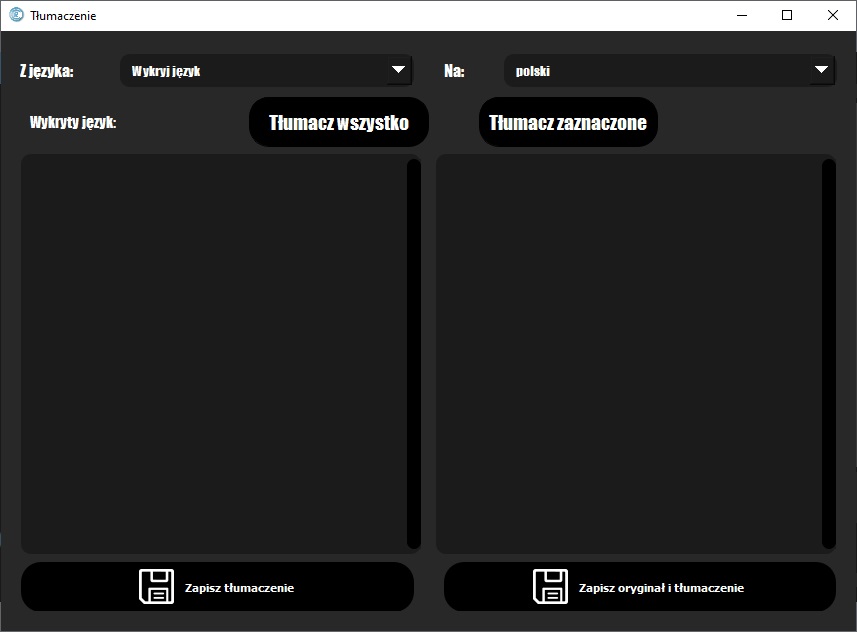 Tłumaczenie
Z języka:
Wykryj język
Na:
polski
Wykryty język:
Tłumacz wszystko
Tłumacz zaznaczone
Zapisz tłumaczenie
Zapisz oryginał i tłumaczenie